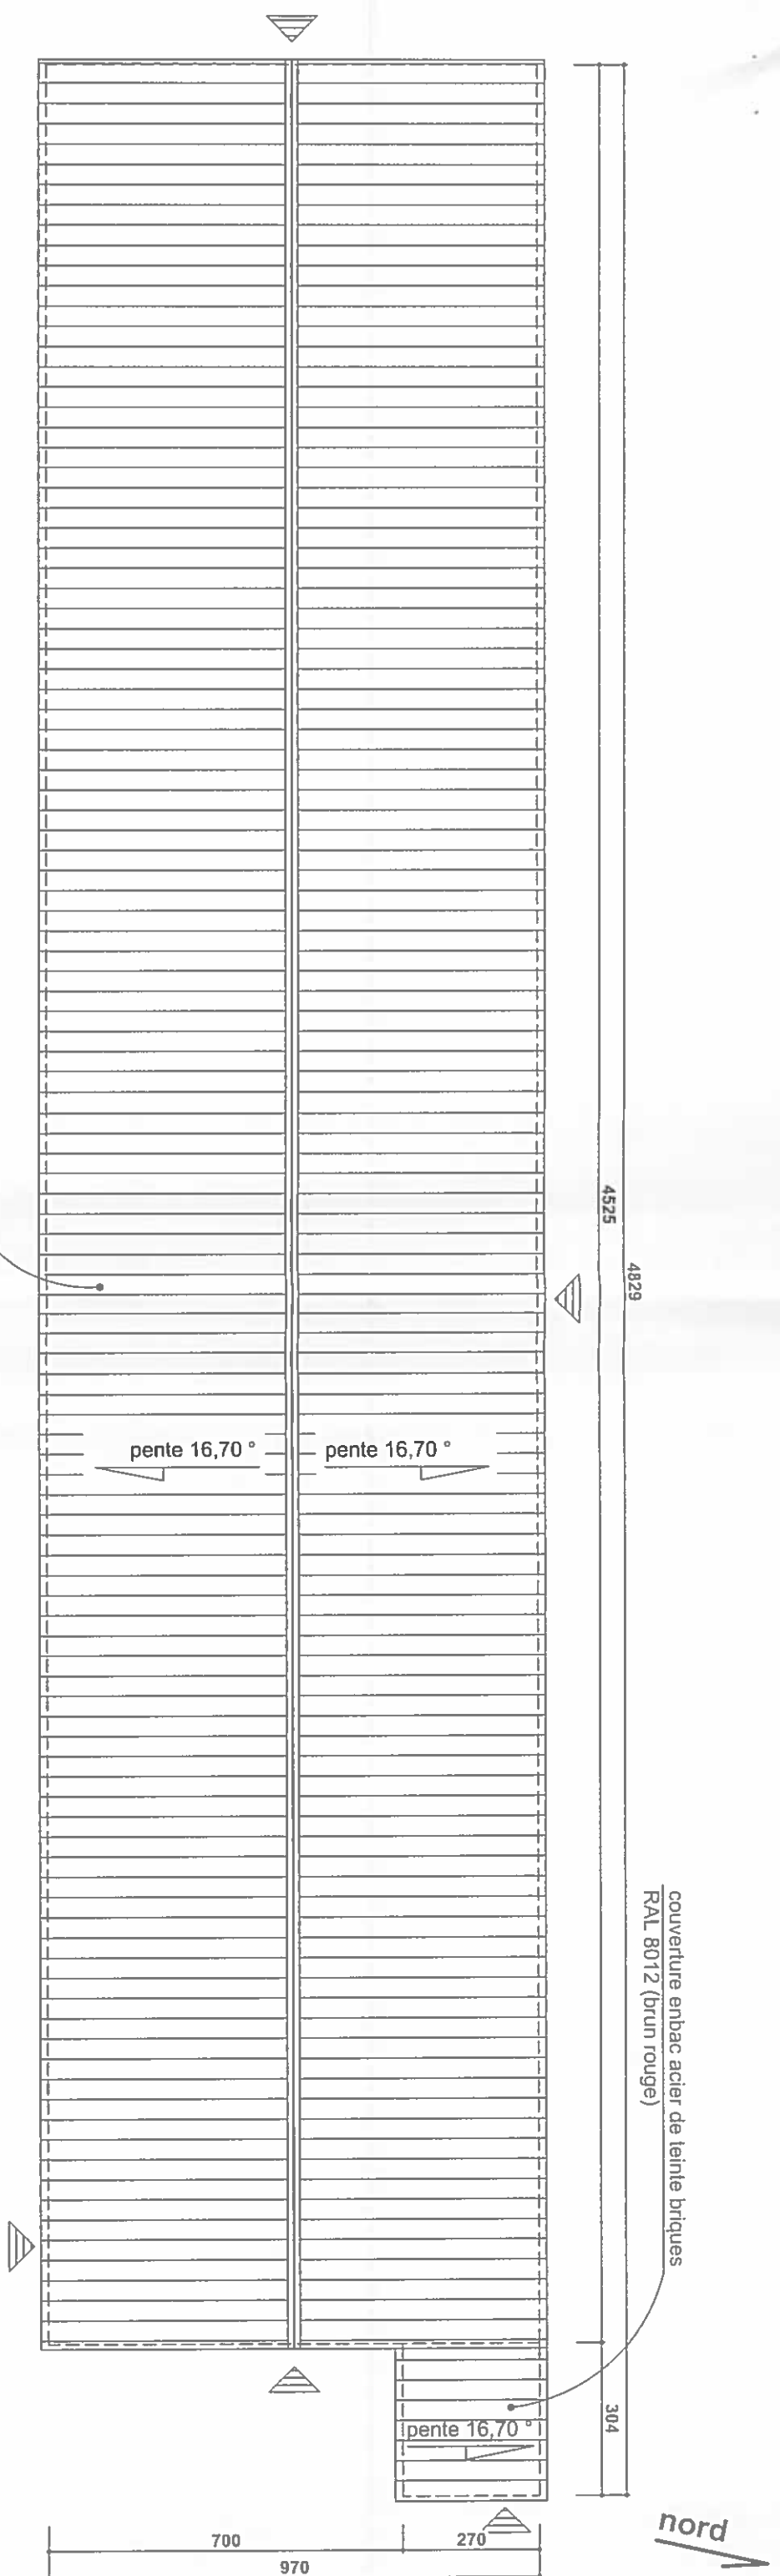 4525
4829
pente 16,70 °
pente 16,70 °
couverture enbac acier de teinte briques
RAL 8012 (brun rouge)
304
pente 16,70 °
nord
700
270
970